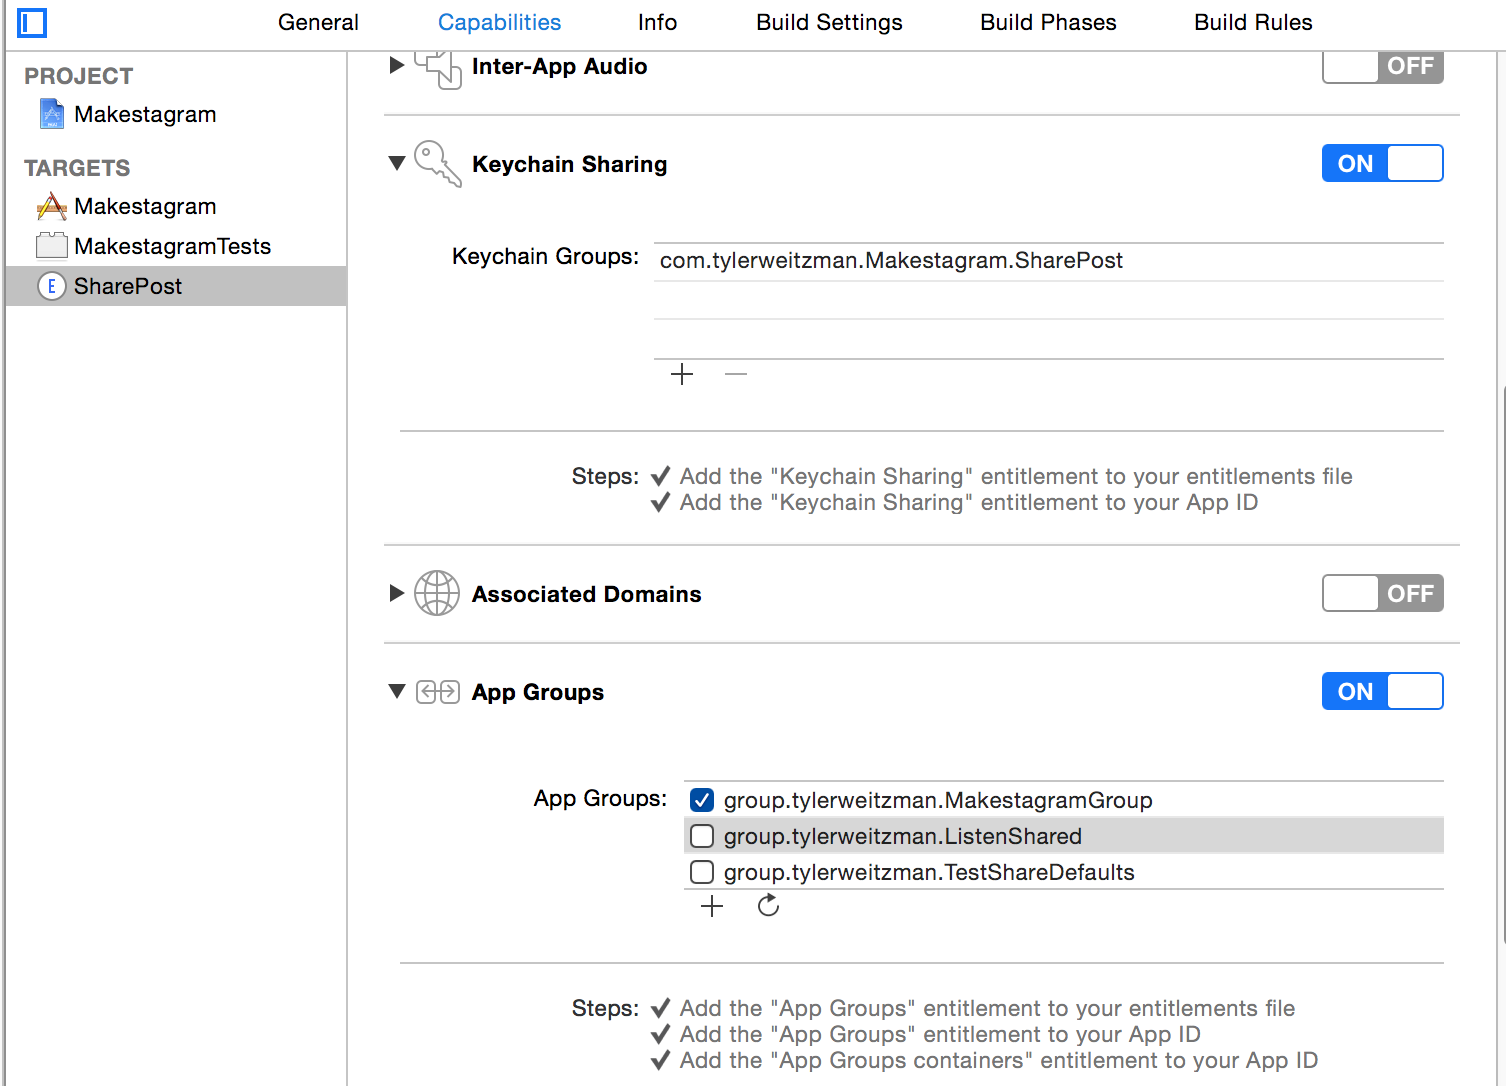 General Capabilities Info Build Settings Build Phases Build Rules
PROJECT
Makestagram
TARGETS
Makestagram
MakestagramTests
E SharePost
Inter-App Audio OFF
Keychain Sharing ON
Keychain Groups: com.tylerweitzman.Makestagram.SharePost
Steps: Add the "Keychain Sharing" entitlement to your entitlements file
Add the "Keychain Sharing" entitlement to your App ID
Associated Domains OFF
App Groups ON
App Groups: group.tylerweitzman.MakestagramGroup
group.tylerweitzman.ListenShared
group.tylerweitzman.TestShareDefaults
Steps: Add the "App Groups" entitlement to your entitlements file
Add the "App Groups" entitlement to your App ID
Add the "App Groups containers" entitlement to your App ID